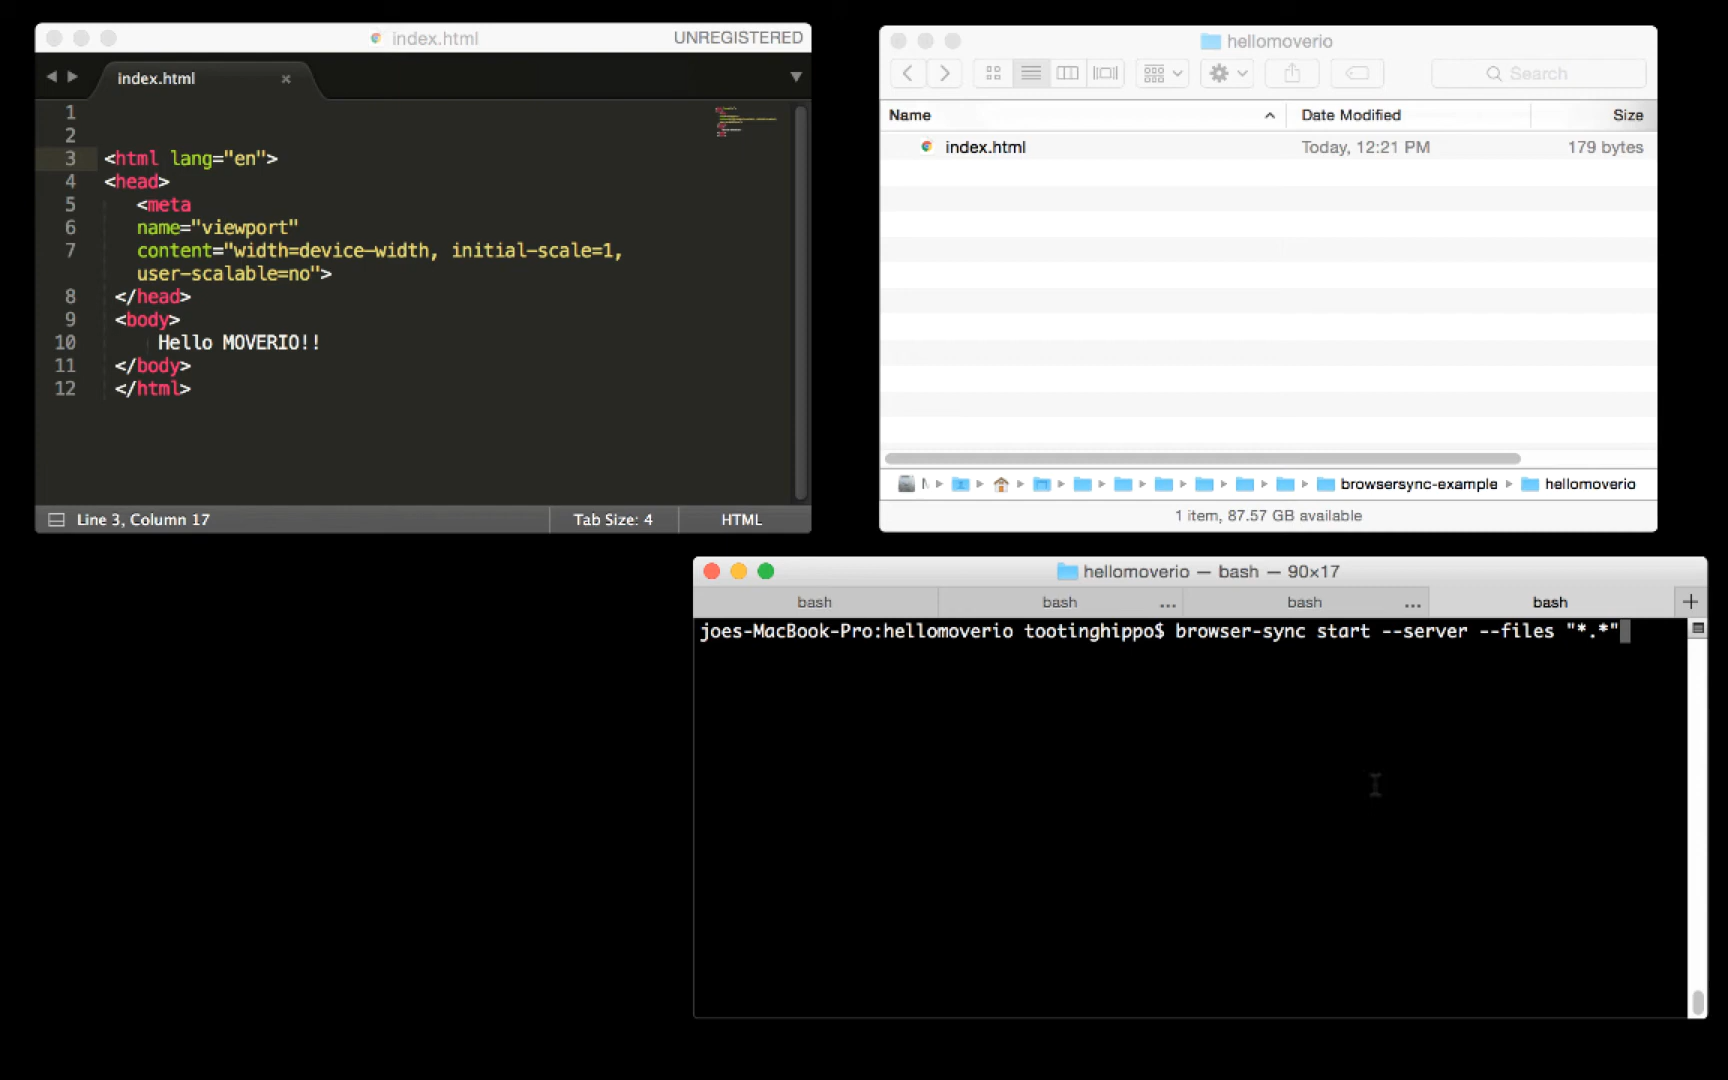 index.html
UNREGISTERED
index.html
1
2
3 <html lang="en">
4 <head>
5 <meta
6 name="viewport"
7 content="width=device-width, initial-scale=1,
user-scalable=no">
8 </head>
9 <body>
10 Hello MOVERIO!!
11 </body>
12 </html>
Line 3, Column 17
Tab Size: 4
HTML
hellomoverio
Search
Name
Date Modified
Size
index.html
Today, 12:21 PM
179 bytes
browsersync-example
hellomoverio
1 item, 87.57 GB available
hellomoverio — bash — 90×17
bash
bash
...
bash
...
bash
joes-MacBook-Pro:hellomoverio tootinghippo$ browser-sync start --server --files "*.*"